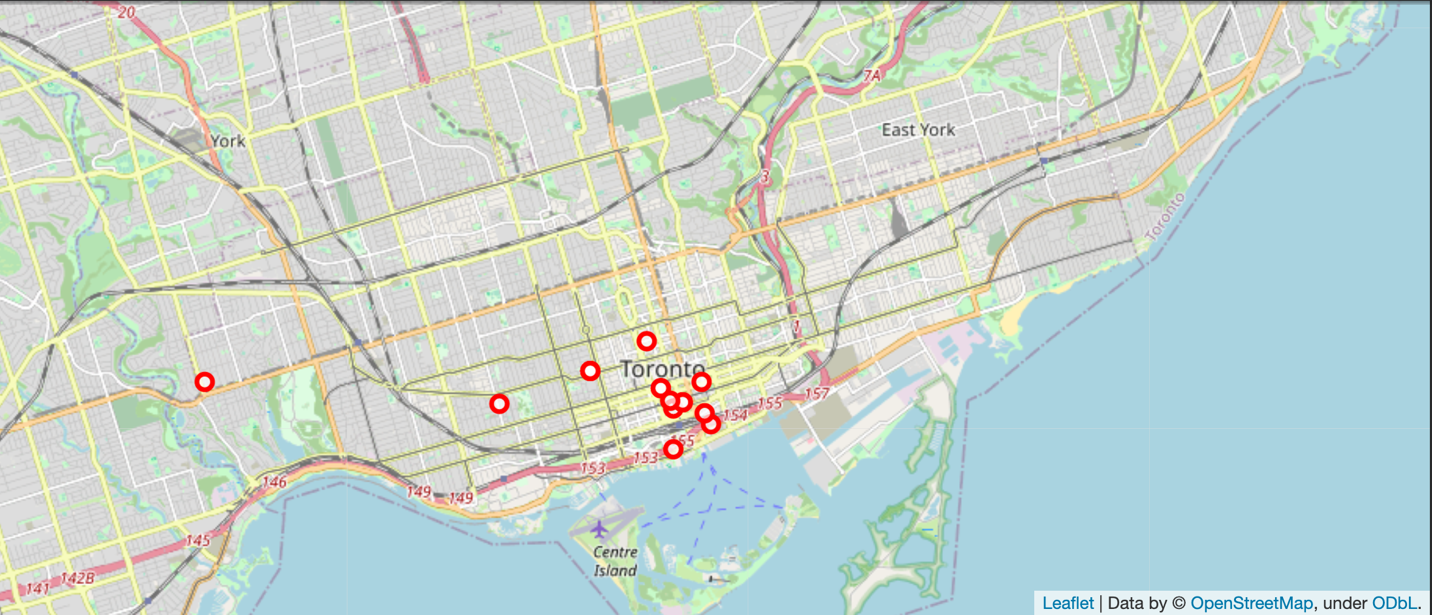 20
7A
York
East York
3
Toronto
1
Toronto
157
155
154
155
153
153
146
149
149
145
Centre
Island
142B
141
Leaflet | Data by © OpenStreetMap, under ODbL.